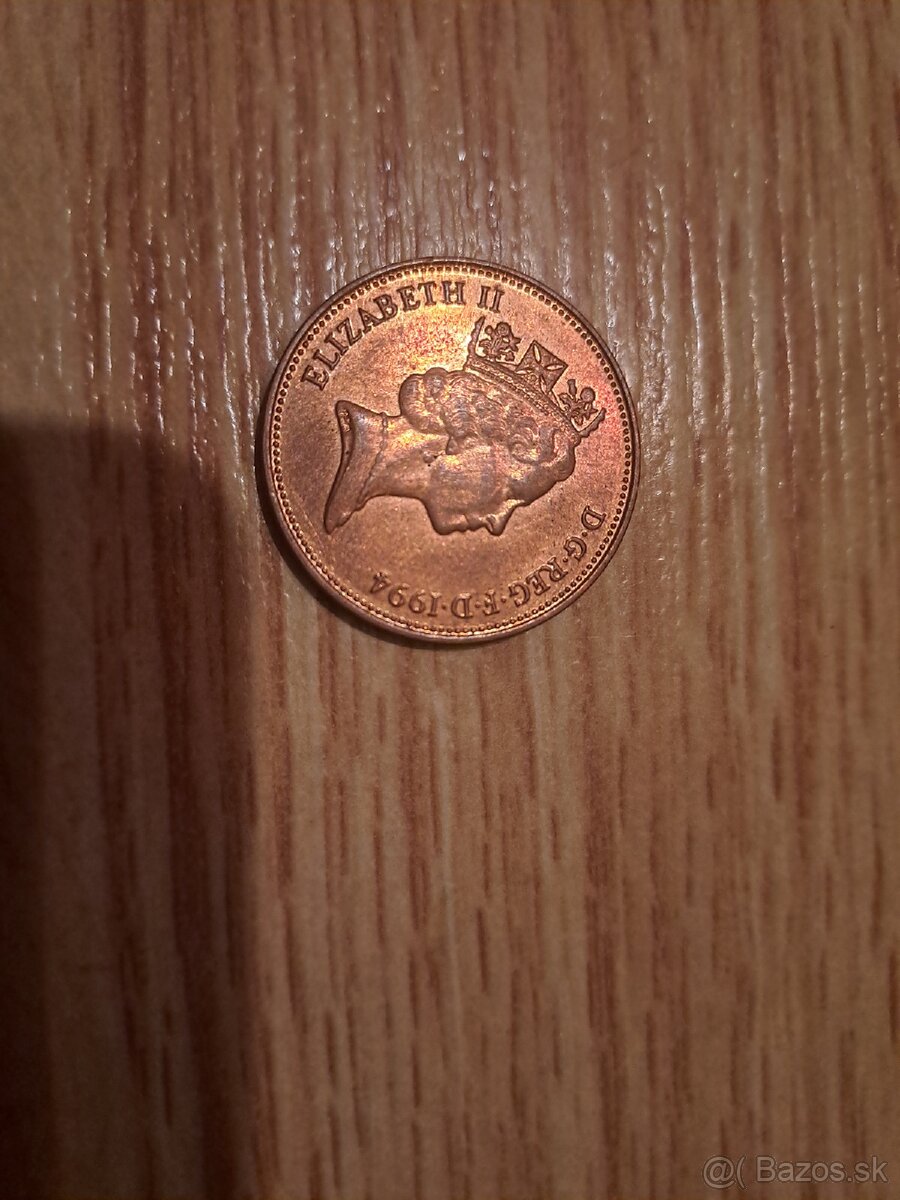 ELIZABETH II
D·G·REG·F·D·1994
@( Bazos.sk